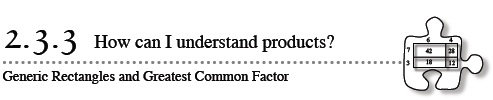 2.3.3 How can I understand products?
Generic Rectangles and Greatest Common Factor
6 4
7 42 28
3 18 12